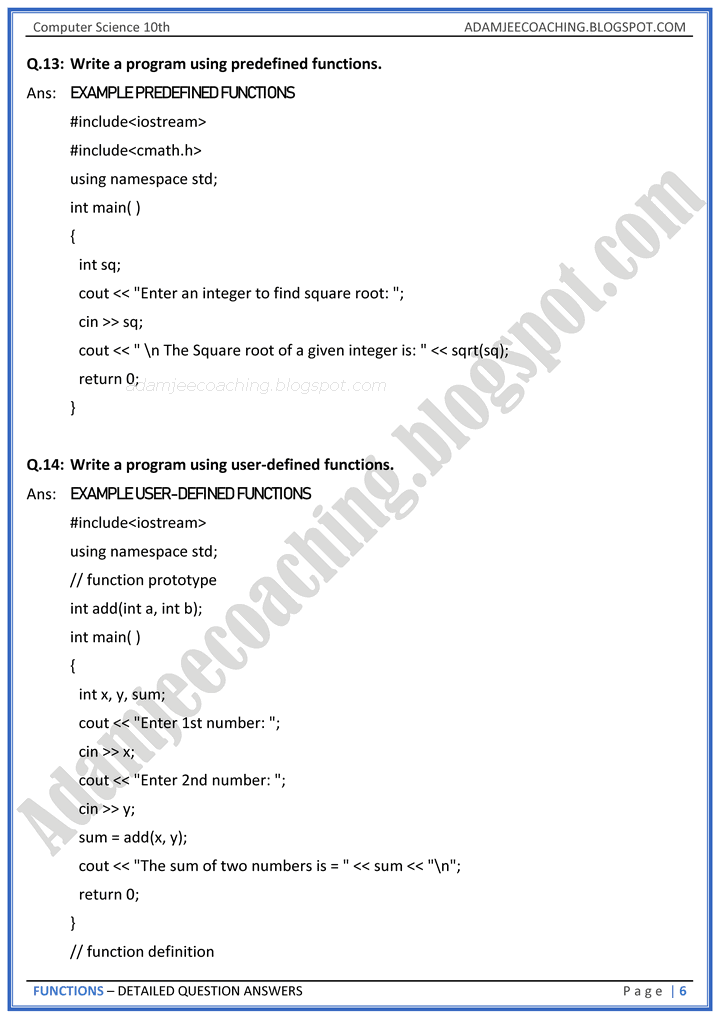 Computer Science 10th ADAMJEECOACHING.BLOGSPOT.COM
Q.13: Write a program using predefined functions.
Ans: EXAMPLE PREDEFINED FUNCTIONS
#include<iostream>
#include<cmath.h>
using namespace std;
int main( )
{
int sq;
cout << "Enter an integer to find square root: ";
cin >> sq;
cout << " \n The Square root of a given integer is: " << sqrt(sq);
return 0;
adamjeecoaching.blogspot.com
}
Q.14: Write a program using user-defined functions.
Ans: EXAMPLE USER-DEFINED FUNCTIONS
#include<iostream>
using namespace std;
// function prototype
int add(int a, int b);
int main( )
{
int x, y, sum;
cout << "Enter 1st number: ";
cin >> x;
cout << "Enter 2nd number: ";
cin >> y;
sum = add(x, y);
cout << "The sum of two numbers is = " << sum << "\n";
return 0;
}
// function definition
Adamjeecoaching.blogspot.com
FUNCTIONS – DETAILED QUESTION ANSWERS Page | 6